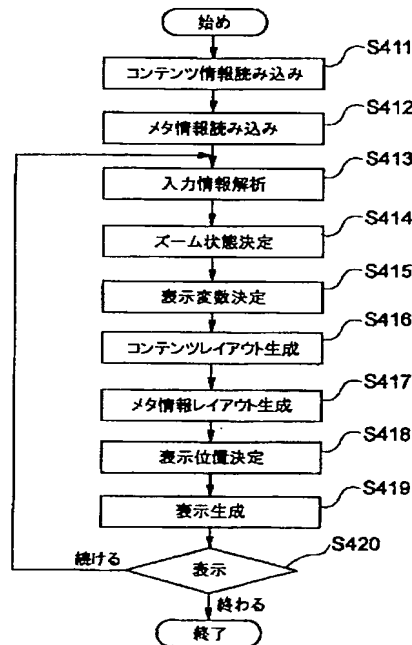 始め
コンテンツ情報読み込み
S411
メタ情報読み込み
S412
入力情報解析
S413
ズーム状態決定
S414
表示変数決定
S415
コンテンツレイアウト生成
S416
メタ情報レイアウト生成
S417
表示位置決定
S418
表示生成
S419
続ける
表示
S420
終わる
終了